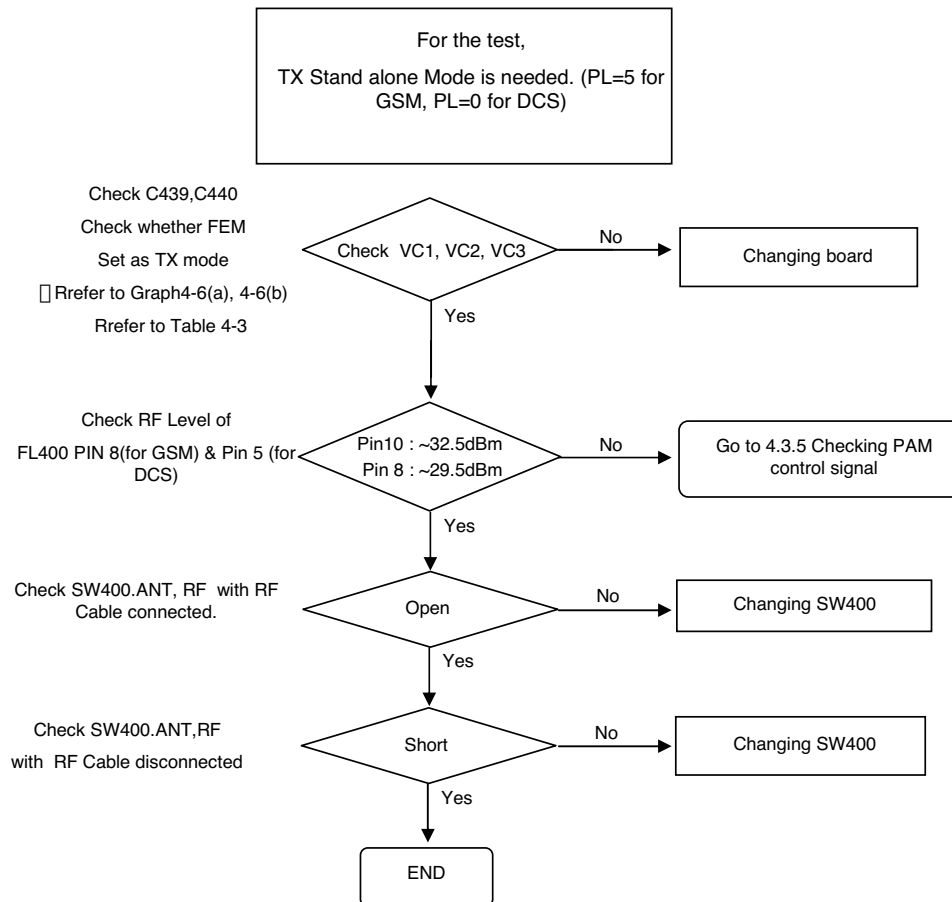 For the test,
TX Stand alone Mode is needed. (PL=5 for
GSM, PL=0 for DCS)
Check C439,C440
Check whether FEM
Set as TX mode
Rrefer to Graph4-6(a), 4-6(b)
Rrefer to Table 4-3
Check VC1, VC2, VC3
No
Changing board
Yes
Check RF Level of
FL400 PIN 8(for GSM) & Pin 5 (for
DCS)
Pin10 : ~32.5dBm
Pin 8 : ~29.5dBm
No
Go to 4.3.5 Checking PAM
control signal
Yes
Check SW400.ANT, RF with RF
Cable connected.
Open
No
Changing SW400
Yes
Check SW400.ANT,RF
with RF Cable disconnected
Short
No
Changing SW400
Yes
END